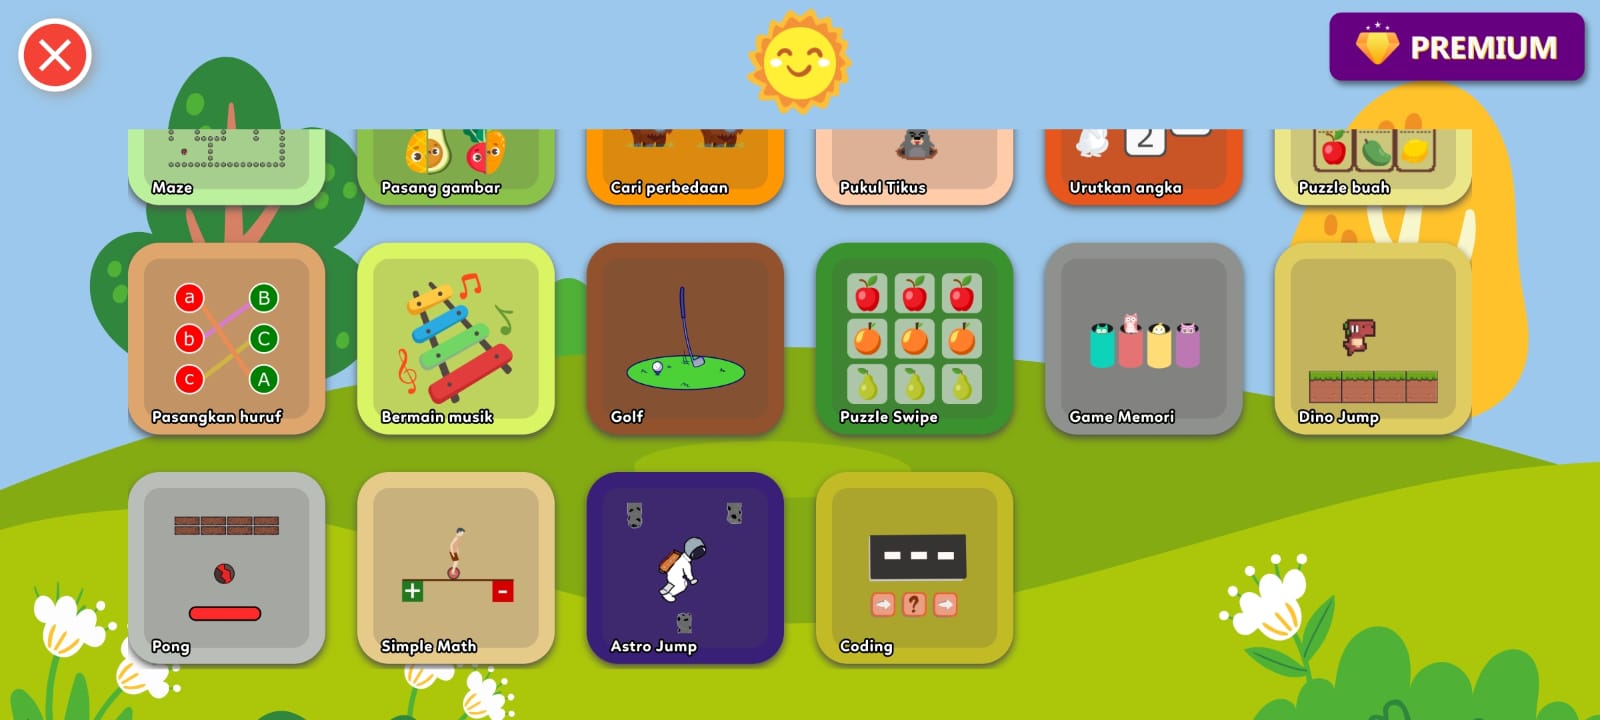 PREMIUM
Maze
Pasang gambar
2
Cari perbedaan
Pukul Tikus
Urutkan angka
Puzzle buah
a B
b C
c A
Pasangkan huruf
Bermain musik
Golf
Puzzle Swipe
Game Memori
Dino Jump
+ -
?
Pong
Simple Math
Astro Jump
Coding